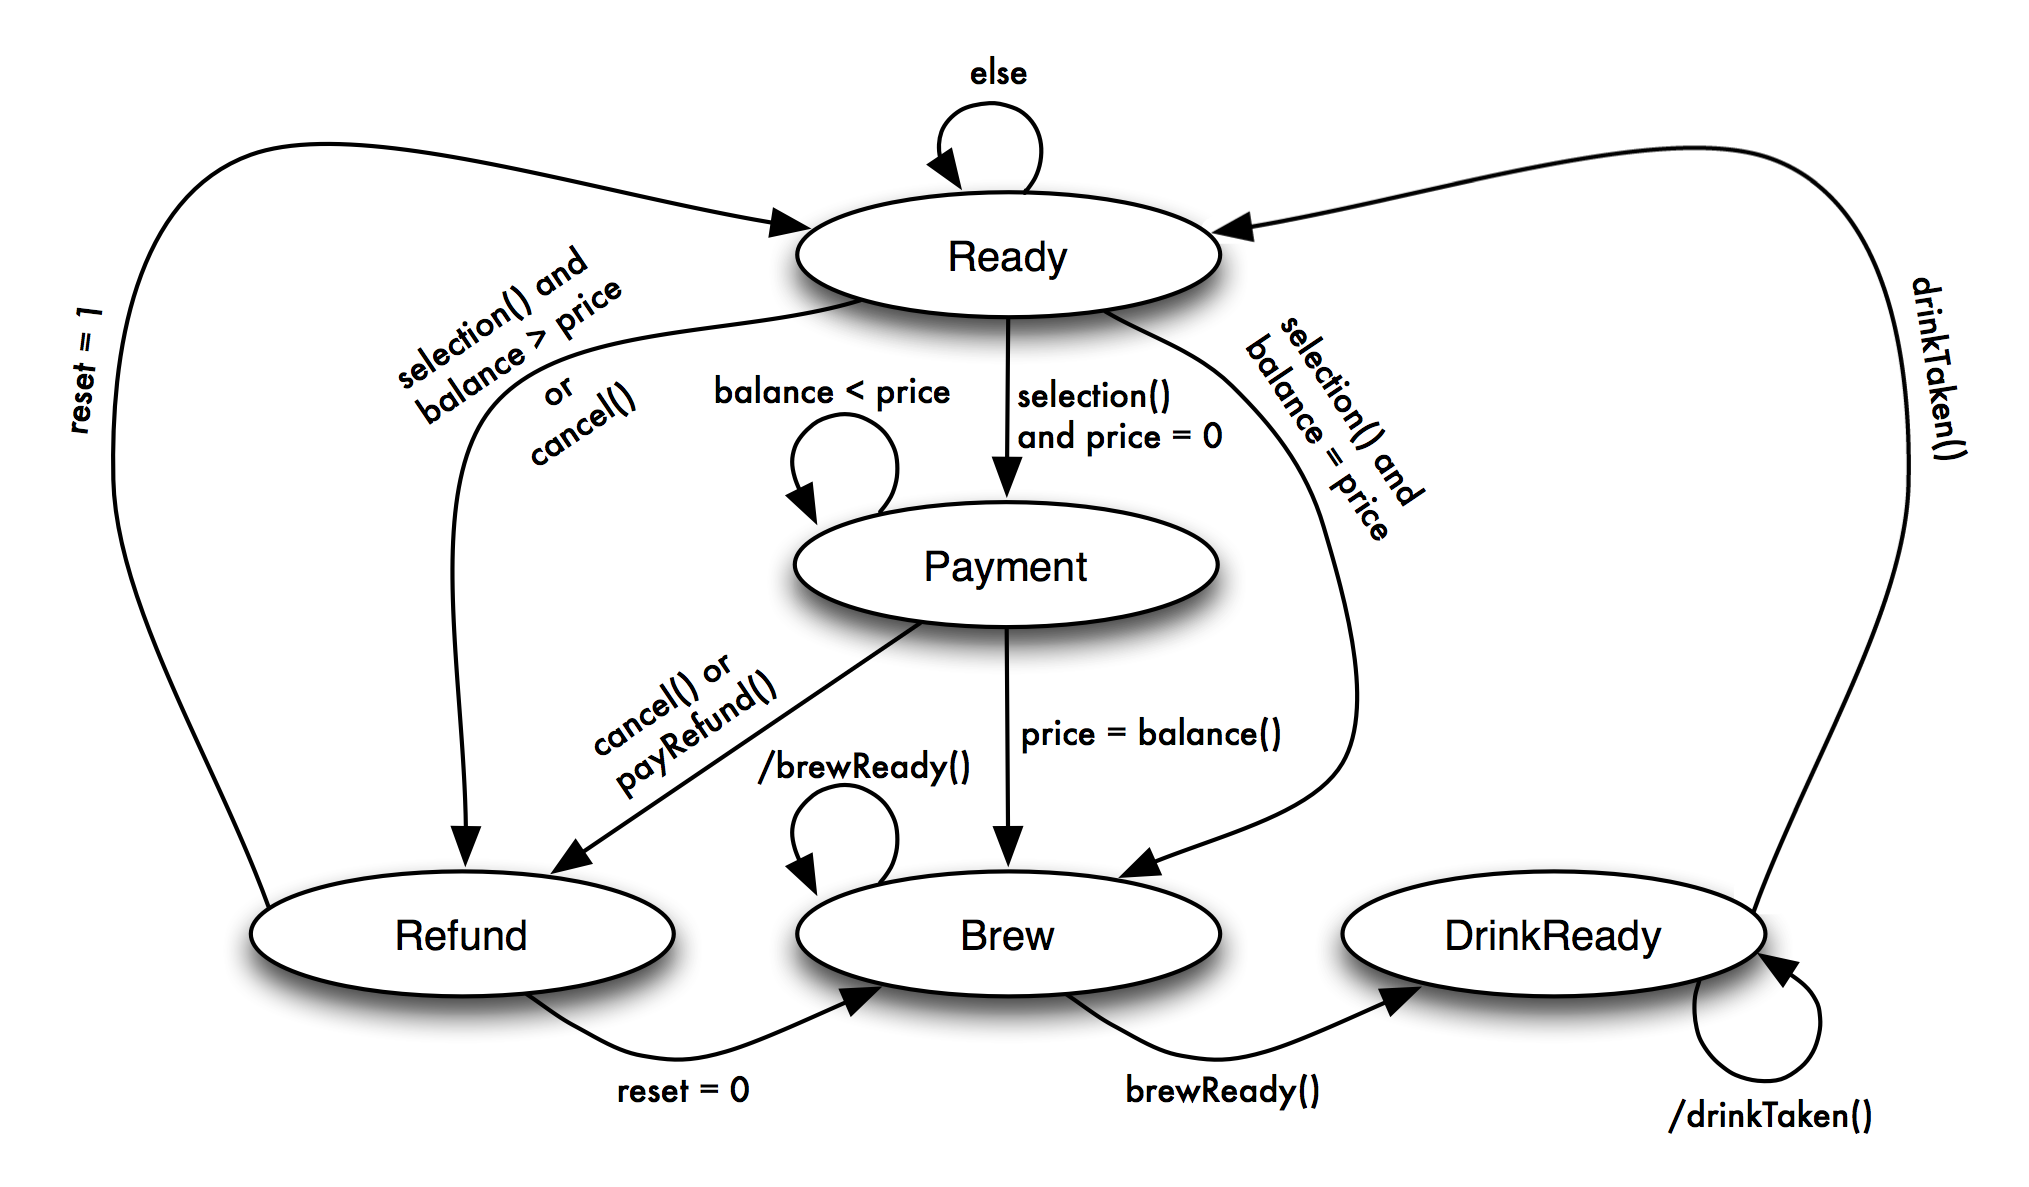 else
Ready
reset = 1
selection() and
balance > price
or
cancel()
balance < price
selection()
and price = 0
selection() and
balance = price
drinkTaken()
Payment
cancel() or
payRefund()
price = balance()
/brewReady()
Refund
Brew
DrinkReady
reset = 0
brewReady()
/drinkTaken()